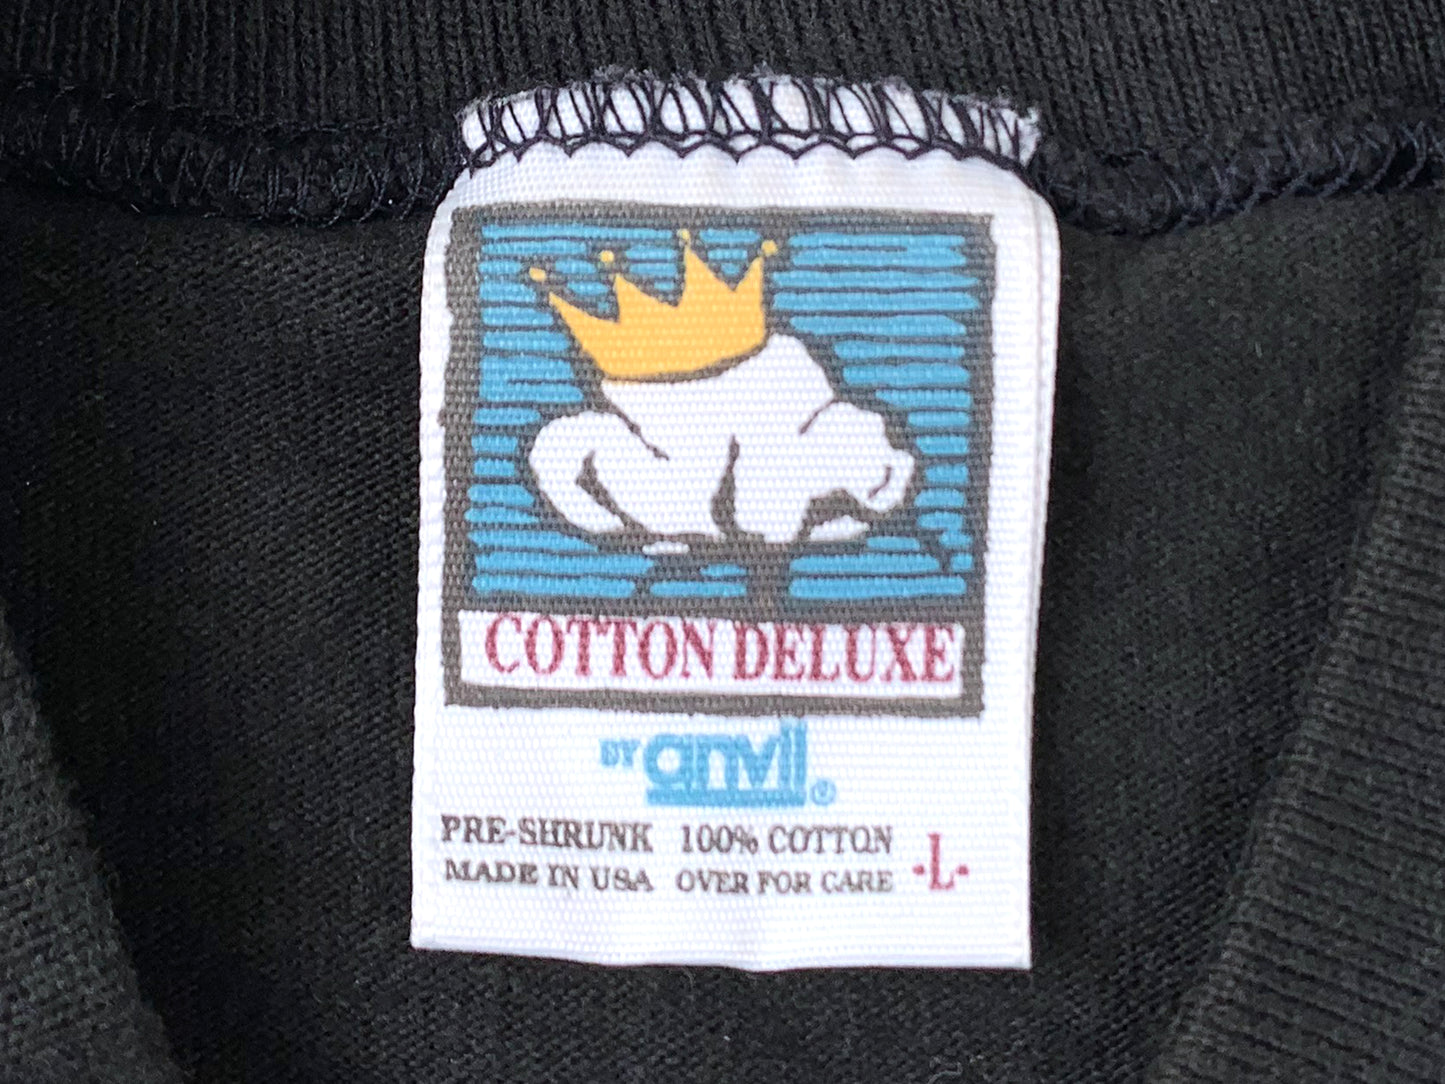 COTTON DELUXE
BY anvil®
PRE-SHRUNK 100% COTTON
MADE IN USA OVER FOR CARE -L-